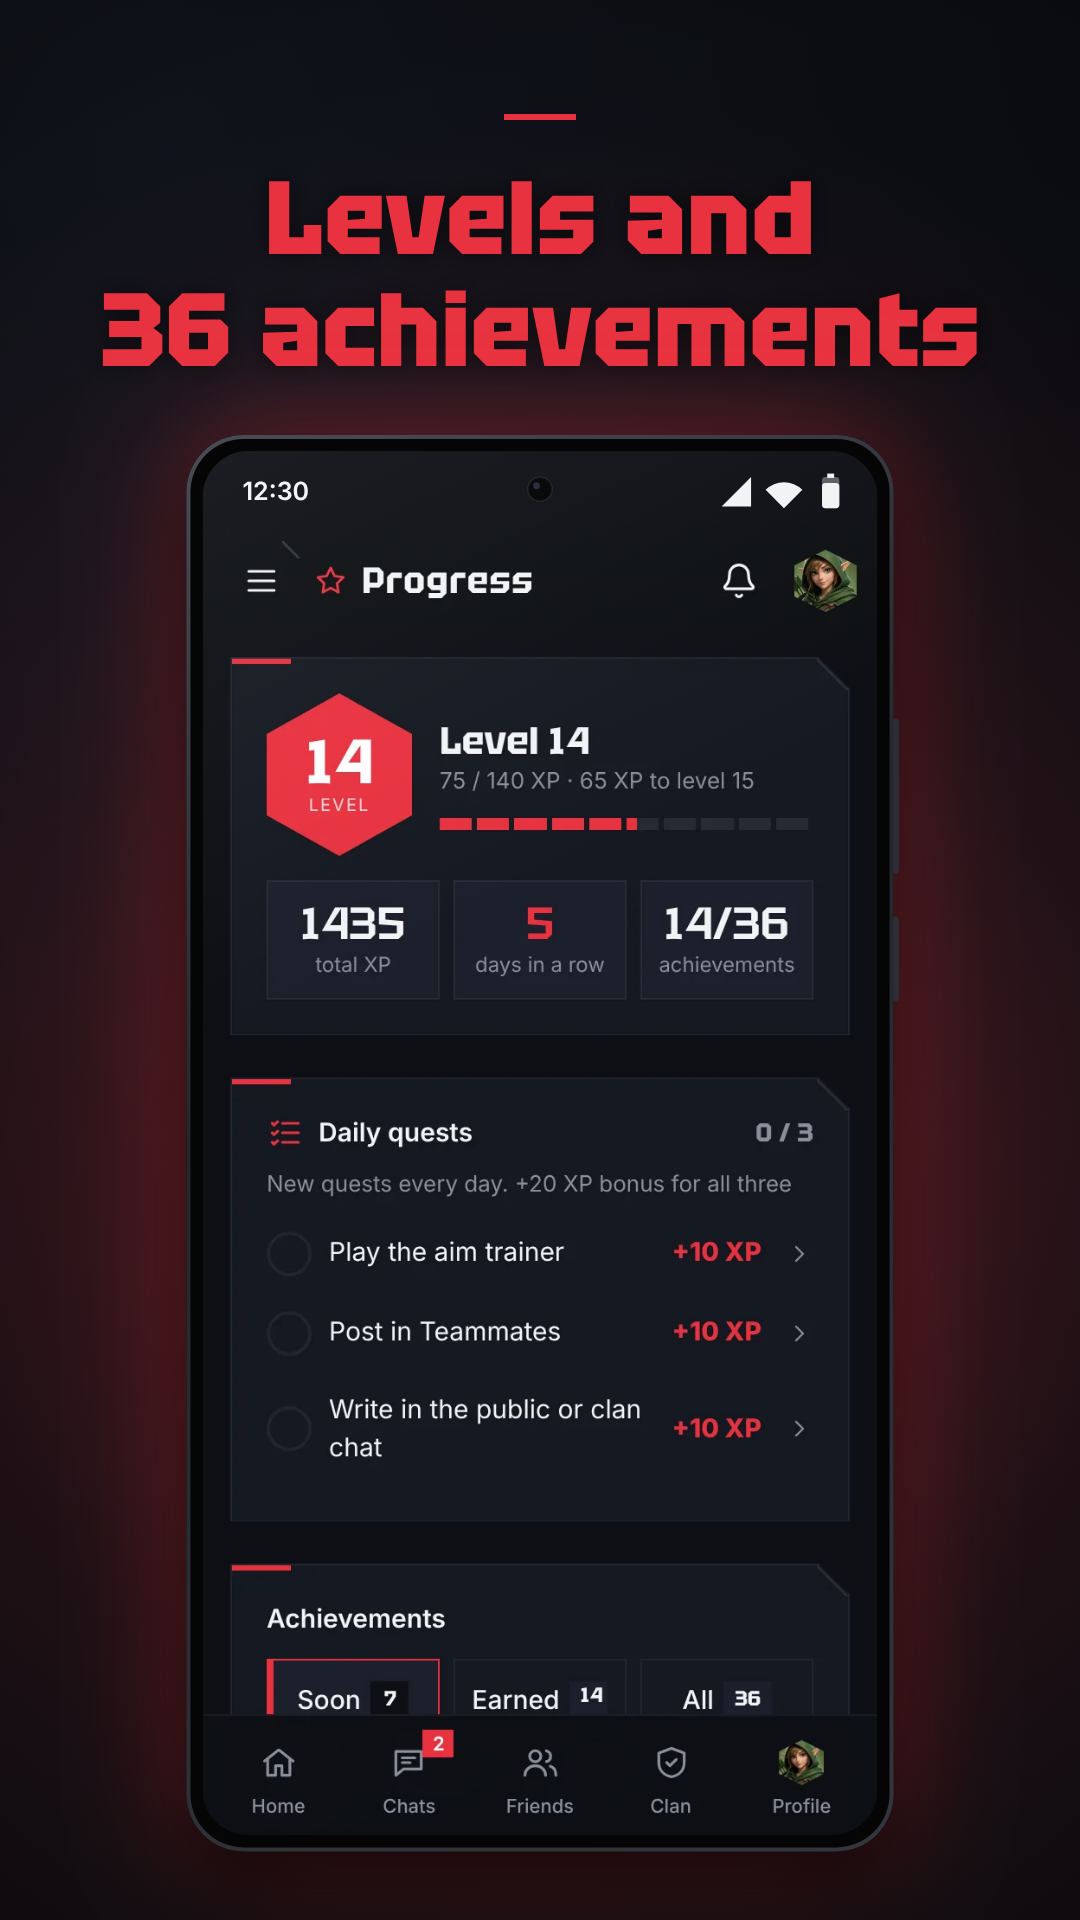 Levels and
36 achievements
12:30
Progress
14
LEVEL
Level 14
75 / 140 XP · 65 XP to level 15
1435
total XP
5
days in a row
14/36
achievements
Daily quests
0 / 3
New quests every day. +20 XP bonus for all three
Play the aim trainer
+10 XP
Post in Teammates
+10 XP
Write in the public or clan
chat
+10 XP
Achievements
Soon 7
Earned 14
All 36
2
Home
Chats
Friends
Clan
Profile